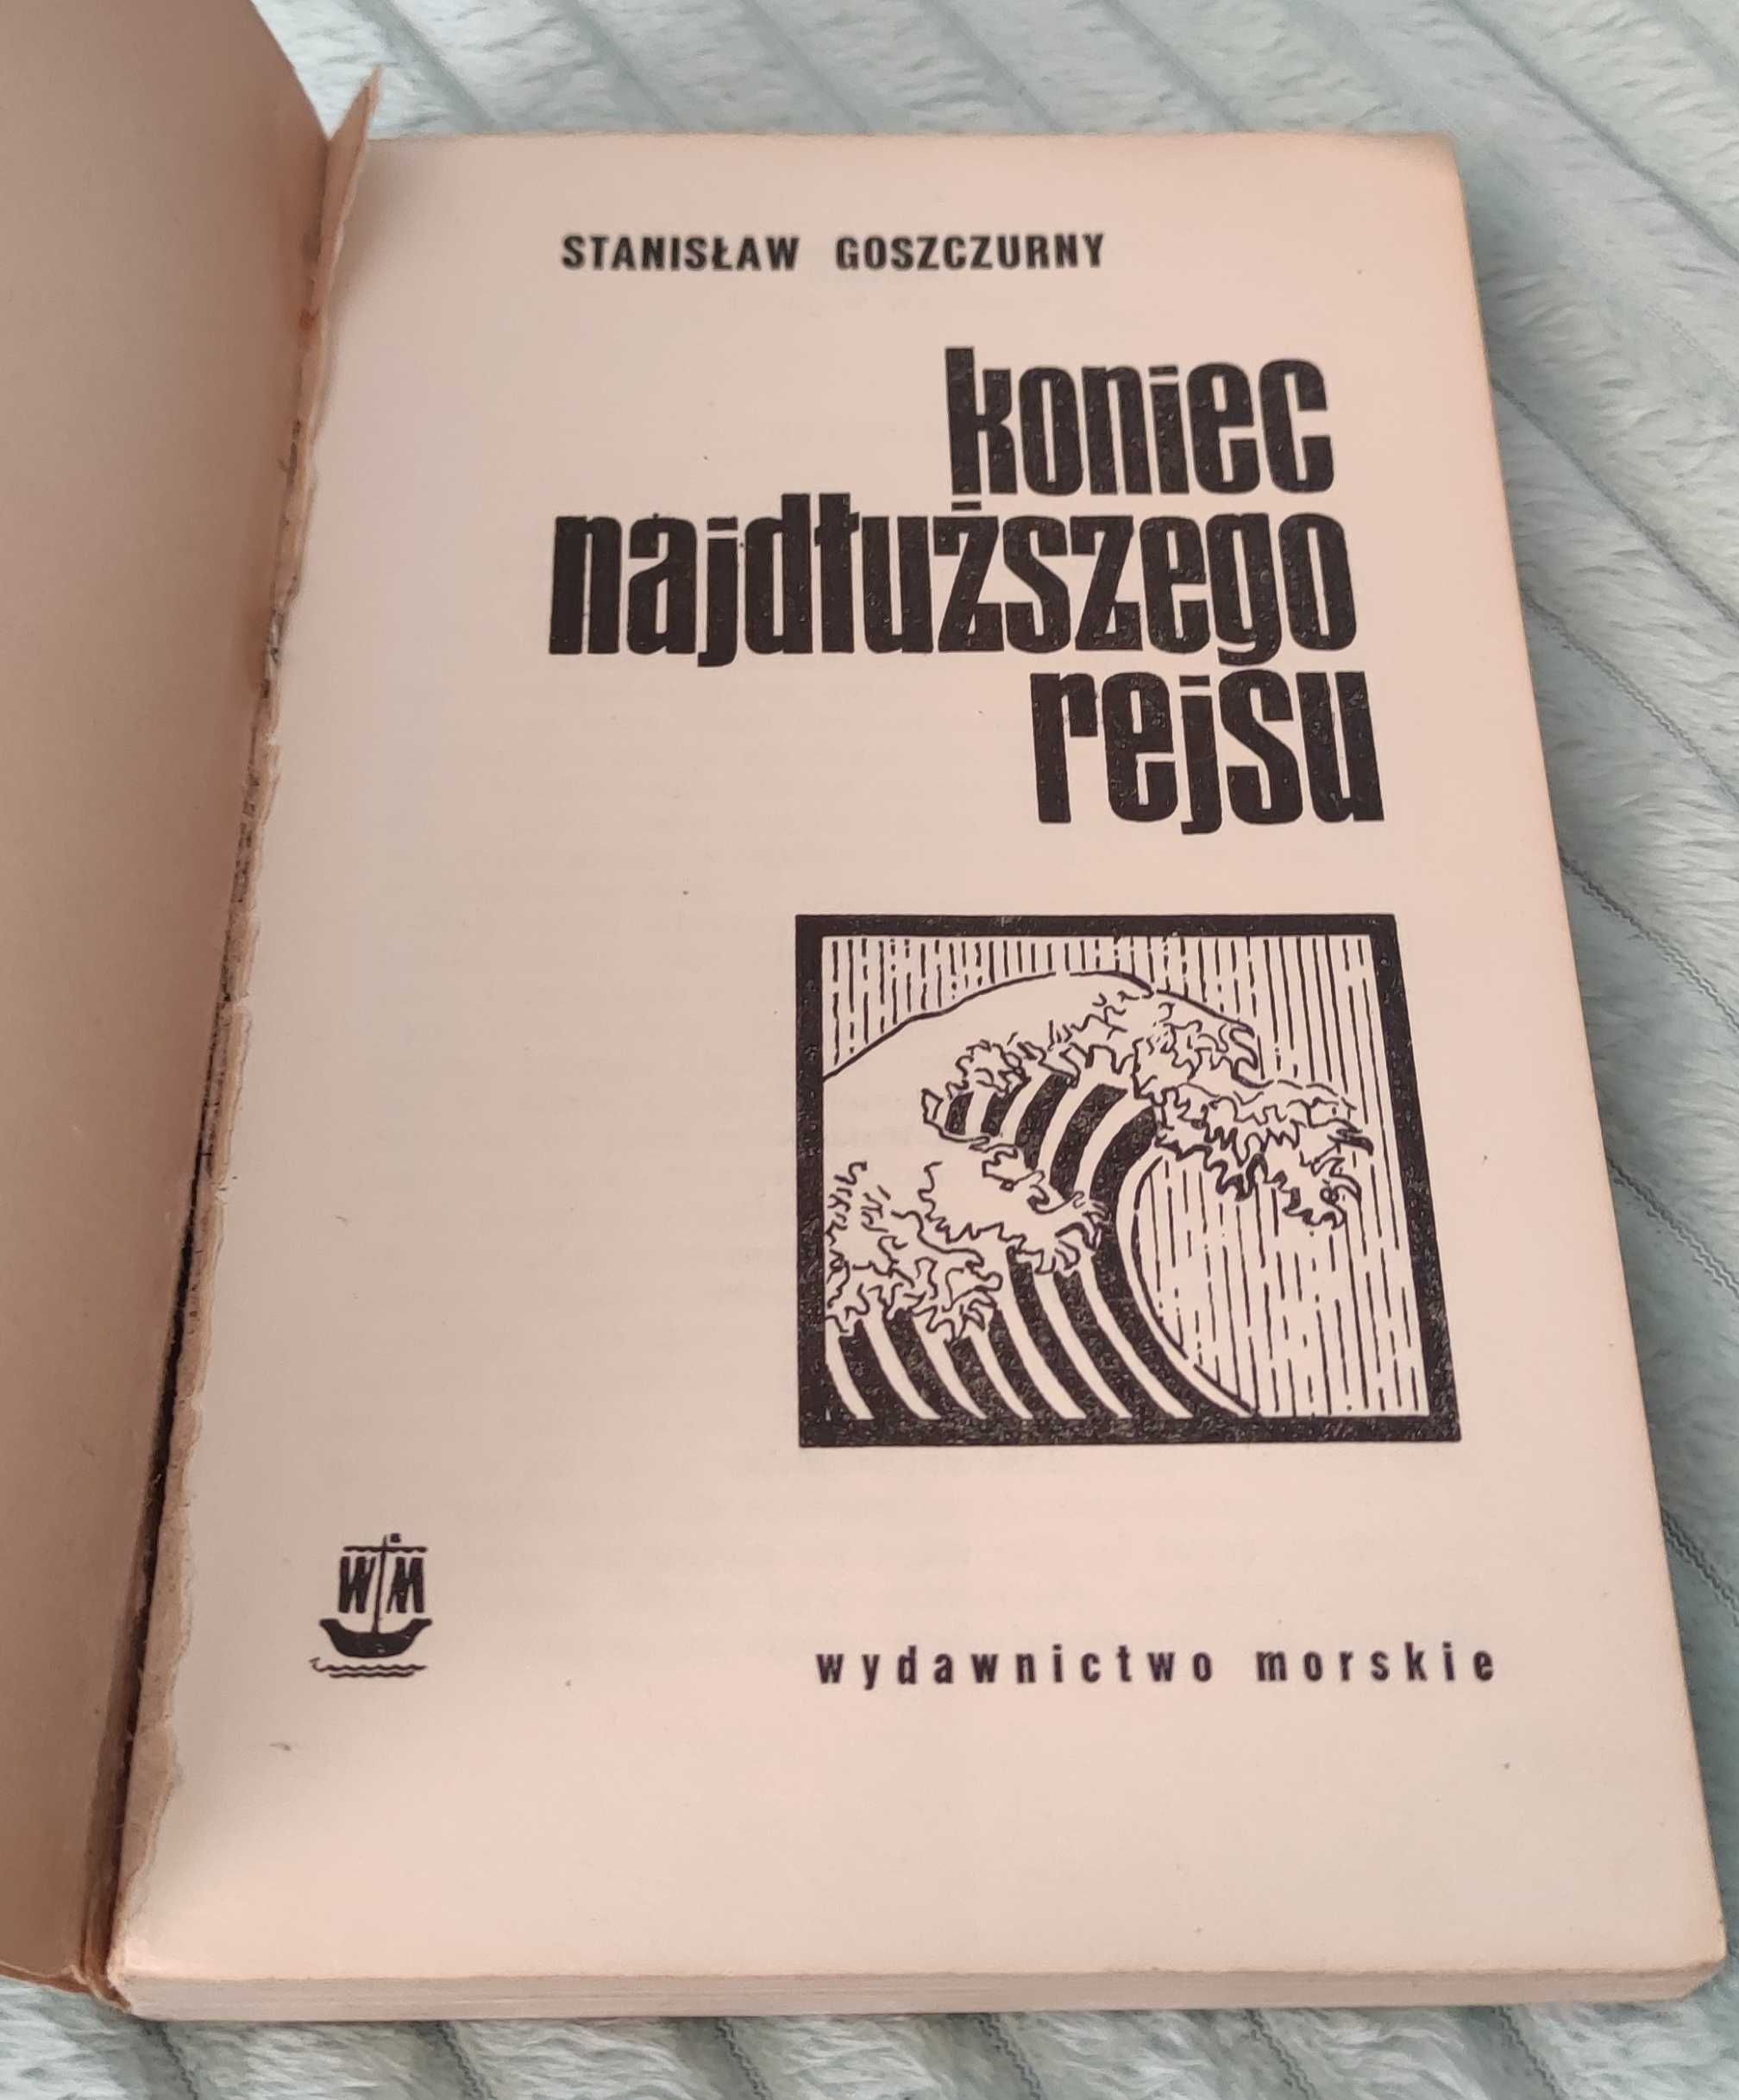 STANISŁAW GOSZCZURNY
koniec
najdłuższego
rejsu
WM
wydawnictwo morskie